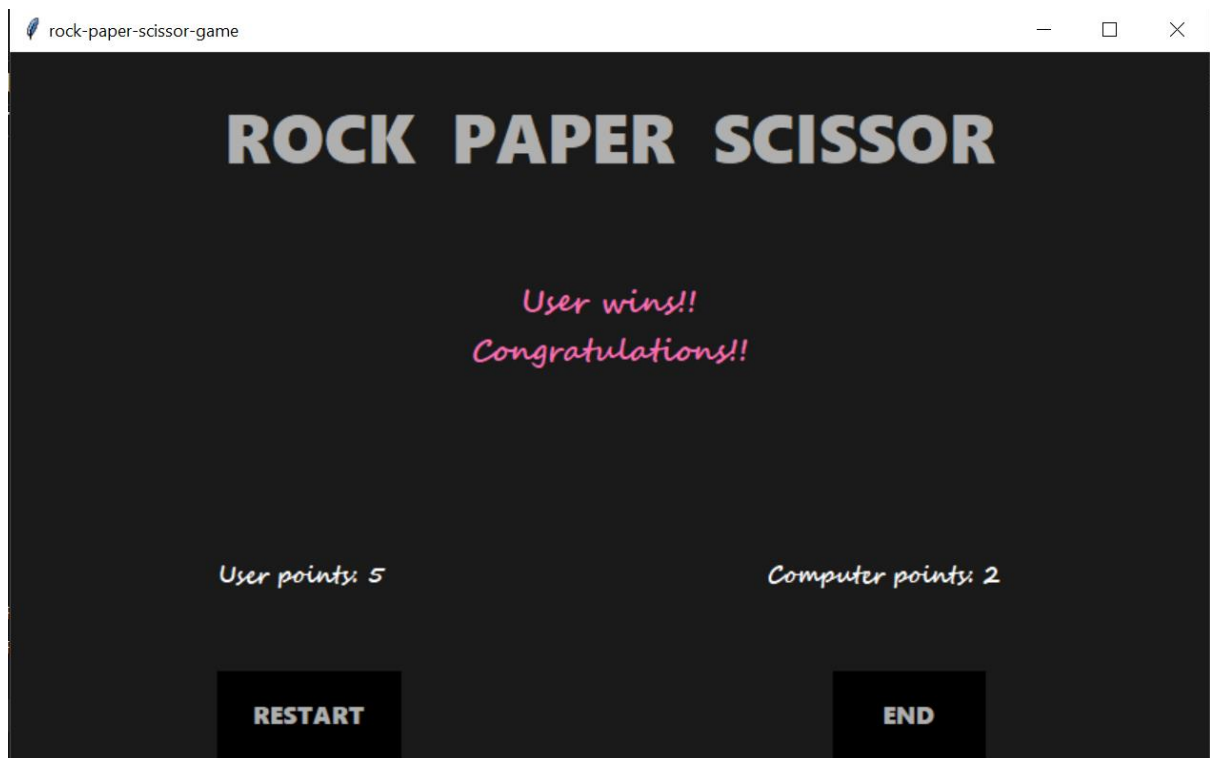 rock-paper-scissor-game
ROCK PAPER SCISSOR
User wins!!
Congratulations!!
User points: 5 Computer points: 2
RESTART END